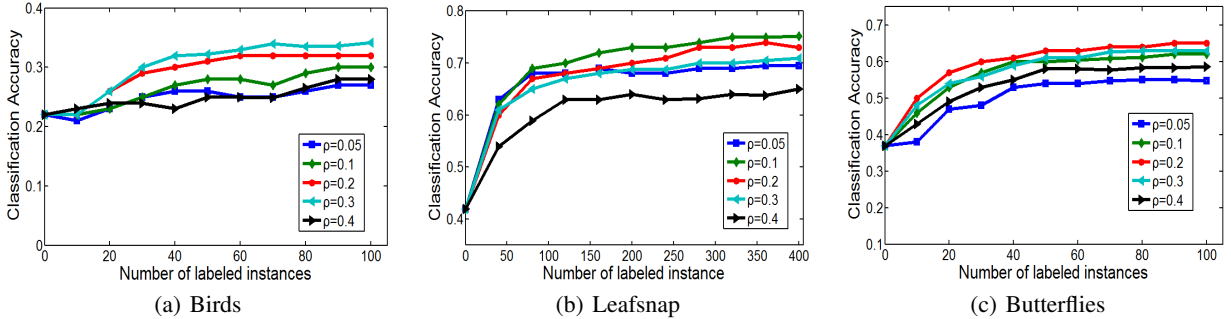 0.4
0.3
0.2
0.1
0
Classification Accuracy
0 20 40 60 80 100
Number of labeled instances
ρ=0.05
ρ=0.1
ρ=0.2
ρ=0.3
ρ=0.4
(a) Birds
0.8
0.7
0.6
0.5
0.4
Classification Accuracy
0 50 100 150 200 250 300 350 400
Number of labeled instance
ρ=0.05
ρ=0.1
ρ=0.2
ρ=0.3
ρ=0.4
(b) Leafsnap
0.7
0.6
0.5
0.4
0.3
0.2
0.1
Classification Accuracy
0 20 40 60 80 100
Number of labeled instances
ρ=0.05
ρ=0.1
ρ=0.2
ρ=0.3
ρ=0.4
(c) Butterflies